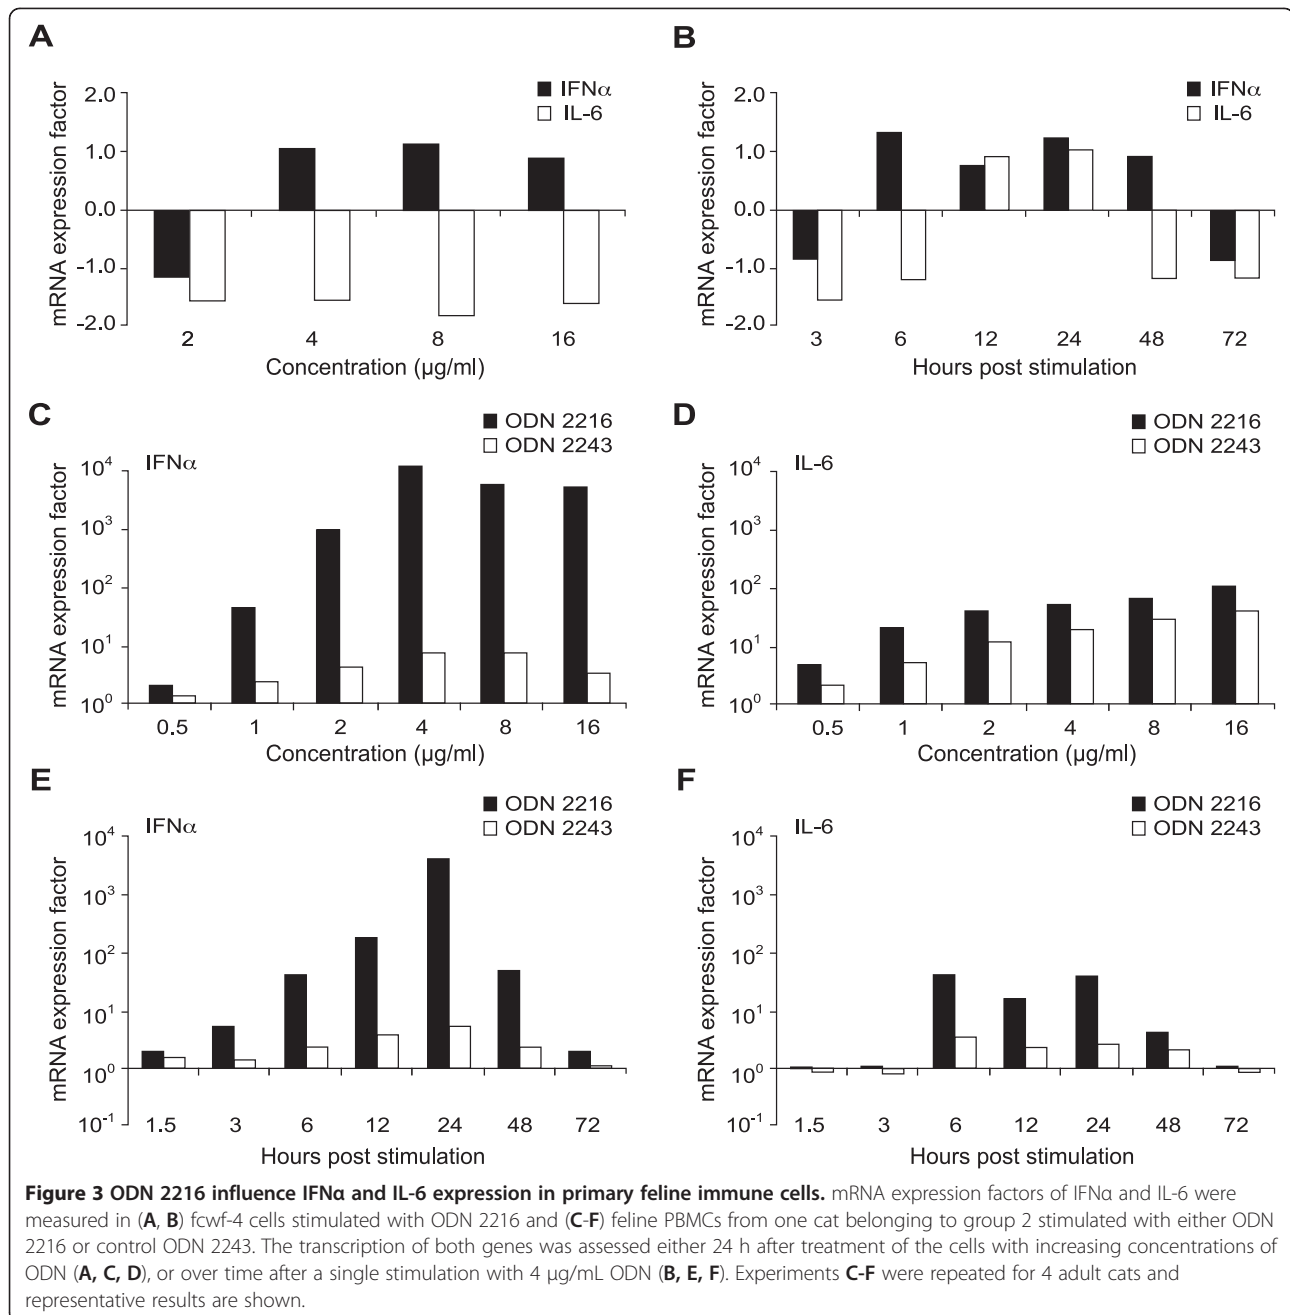 A
mRNA expression factor
IFNα
IL-6
2.0
1.0
0.0
-1.0
-2.0
2 4 8 16
Concentration (µg/ml)
B
mRNA expression factor
IFNα
IL-6
2.0
1.0
0.0
-1.0
-2.0
3 6 12 24 48 72
Hours post stimulation
C
mRNA expression factor
ODN 2216
ODN 2243
IFNα
10⁴
10³
10²
10¹
10⁰
0.5 1 2 4 8 16
Concentration (µg/ml)
D
mRNA expression factor
ODN 2216
ODN 2243
IL-6
10⁴
10³
10²
10¹
10⁰
0.5 1 2 4 8 16
Concentration (µg/ml)
E
mRNA expression factor
ODN 2216
ODN 2243
IFNα
10⁴
10³
10²
10¹
10⁰
10⁻¹
1.5 3 6 12 24 48 72
Hours post stimulation
F
mRNA expression factor
ODN 2216
ODN 2243
IL-6
10⁴
10³
10²
10¹
10⁰
10⁻¹
1.5 3 6 12 24 48 72
Hours post stimulation
Figure 3 ODN 2216 influence IFNα and IL-6 expression in primary feline immune cells. mRNA expression factors of IFNα and IL-6 were
measured in (A, B) fcwf-4 cells stimulated with ODN 2216 and (C-F) feline PBMCs from one cat belonging to group 2 stimulated with either ODN
2216 or control ODN 2243. The transcription of both genes was assessed either 24 h after treatment of the cells with increasing concentrations of
ODN (A, C, D), or over time after a single stimulation with 4 µg/mL ODN (B, E, F). Experiments C-F were repeated for 4 adult cats and
representative results are shown.